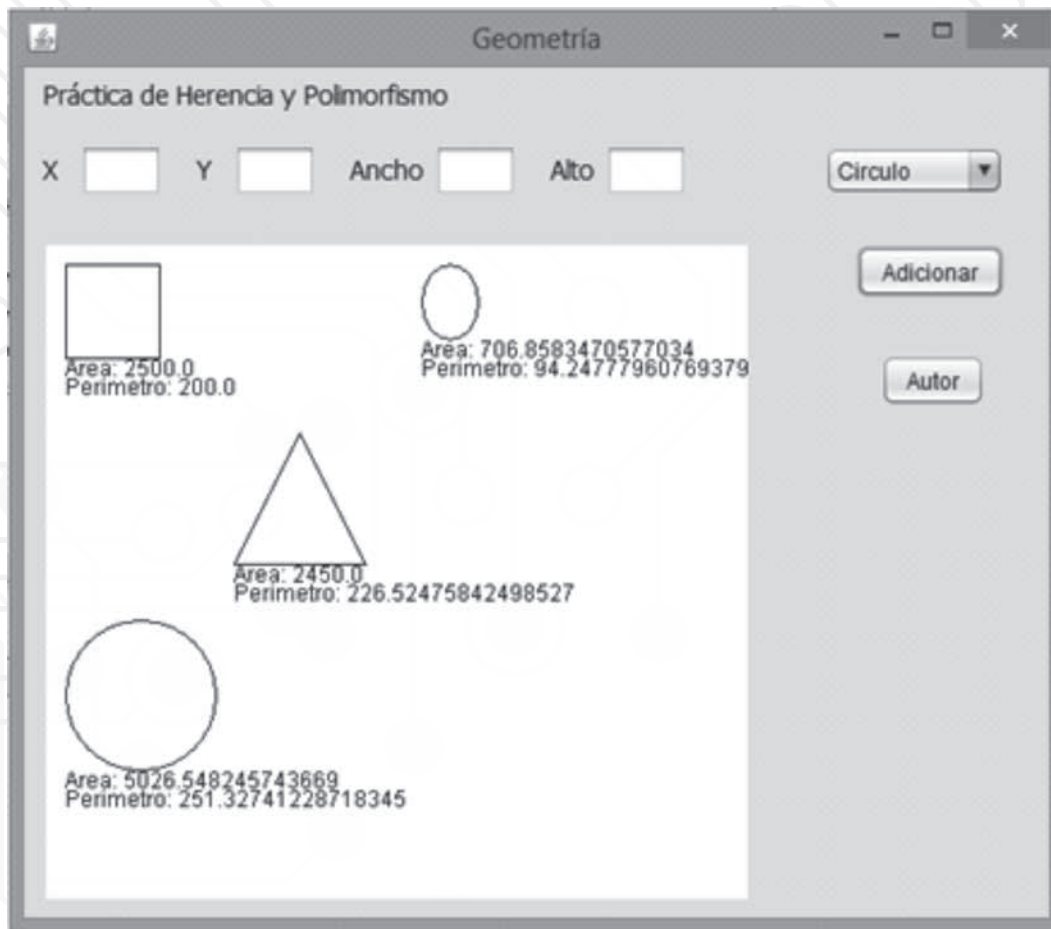 Geometría
Práctica de Herencia y Polimorfismo
X Y Ancho Alto Circulo
Adicionar
Autor
Area: 2500.0
Perimetro: 200.0
Area: 706.8583470577034
Perimetro: 94.24777960769379
Area: 2450.0
Perimetro: 226.52475842498527
Area: 5026.548245743669
Perimetro: 251.32741228718345